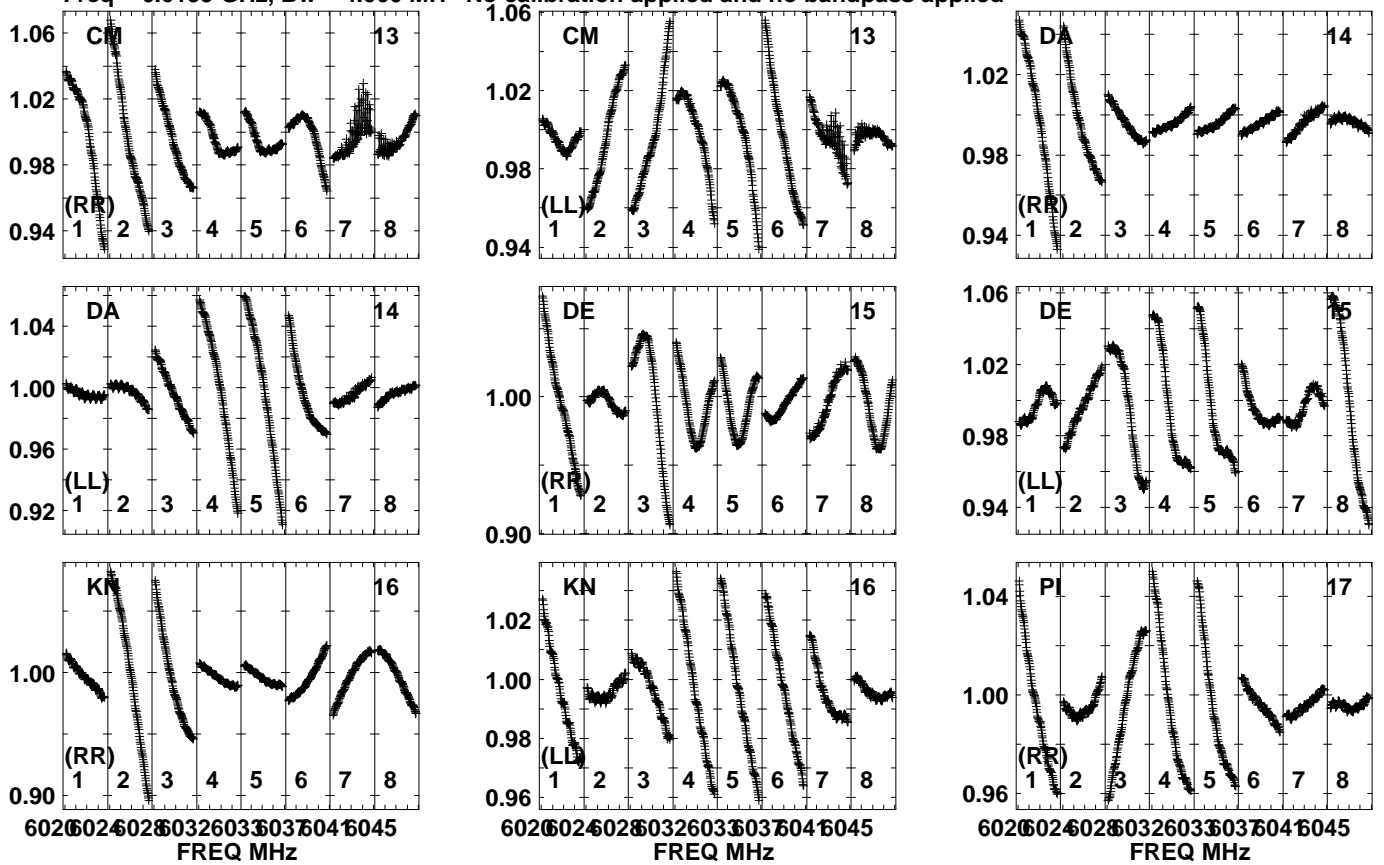 No calibration applied and no bandpass applied
1.06 CM 13 1.06 CM 13 DA 14
1.04 1.02
1.02 1.02
1.00 0.98 0.98
0.98
0.96
(RR) (LL) (RR)
0.94 1 2 3 4 5 6 7 8 0.94 1 2 3 4 5 6 7 8 0.94 1 2 3 4 5 6 7 8
DA 14 DE 15 1.06 DE 15
1.04
1.02
1.00 1.00
0.98
0.96
(LL) (RR) (LL)
0.92 1 2 3 4 5 6 7 8 0.90 1 2 3 4 5 6 7 8 0.94 1 2 3 4 5 6 7 8
KN 16 KN 16 PI 17
1.02 1.04
1.00 1.00 1.00
0.98
(RR) (LL) (RR)
0.90 1 2 3 4 5 6 7 8 0.96 1 2 3 4 5 6 7 8 0.96 1 2 3 4 5 6 7 8
6020 6024 6028 6032 6033 6037 6041 6045 6020 6024 6028 6032 6033 6037 6041 6045 6020 6024 6028 6032 6033 6037 6041 6045
FREQ MHz FREQ MHz FREQ MHz